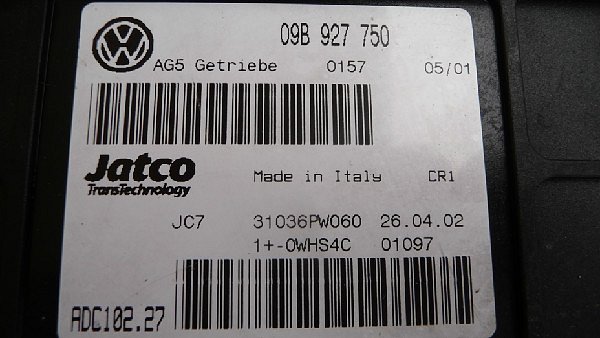 09B 927 750
AG5 Getriebe 0157 05/01
Jatco
TransTechnology
Made in Italy CR1
JC7 31036PW060 26.04.02
1+-0WHS4C 01097
ADC102.27